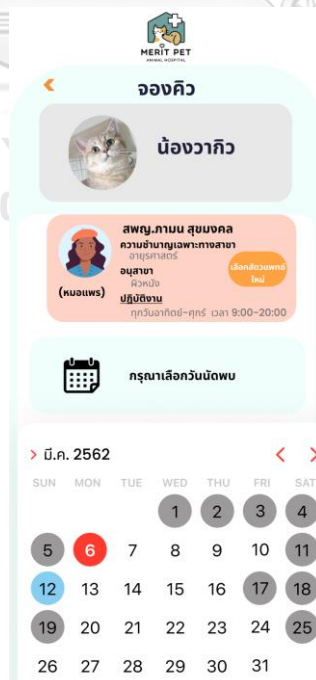 MERIT PET
ANIMAL HOSPITAL
จองคิว
น้องวากิว
สพญ.ภามน สุขมงคล
ความชำนาญเฉพาะทางสาขา
อายุรศาสตร์
อนุสาขา
ผิวหนัง
ปฏิบัติงาน
ทุกวันอาทิตย์-ศุกร์ เวลา 9:00-20:00
(หมอแพร)
เลือกสัตวแพทย์
ใหม่
กรุณาเลือกวันนัดพบ
> มี.ค. 2562 < >
SUN MON TUE WED THU FRI SAT
1 2 3 4
5 6 7 8 9 10 11
12 13 14 15 16 17 18
19 20 21 22 23 24 25
26 27 28 29 30 31